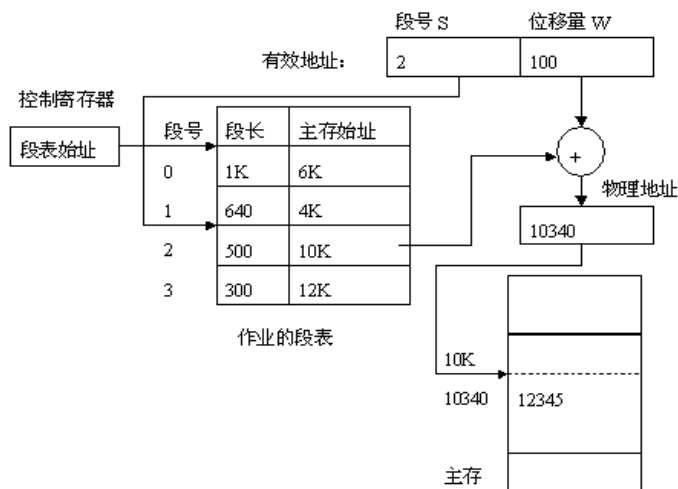 段号 S 位移量 W
有效地址：
2 100
控制寄存器
段表始址
段号 段长 主存始址
0 1K 6K
1 640 4K
2 500 10K
3 300 12K
作业的段表
+
物理地址
10340
10K
10340 12345
主存